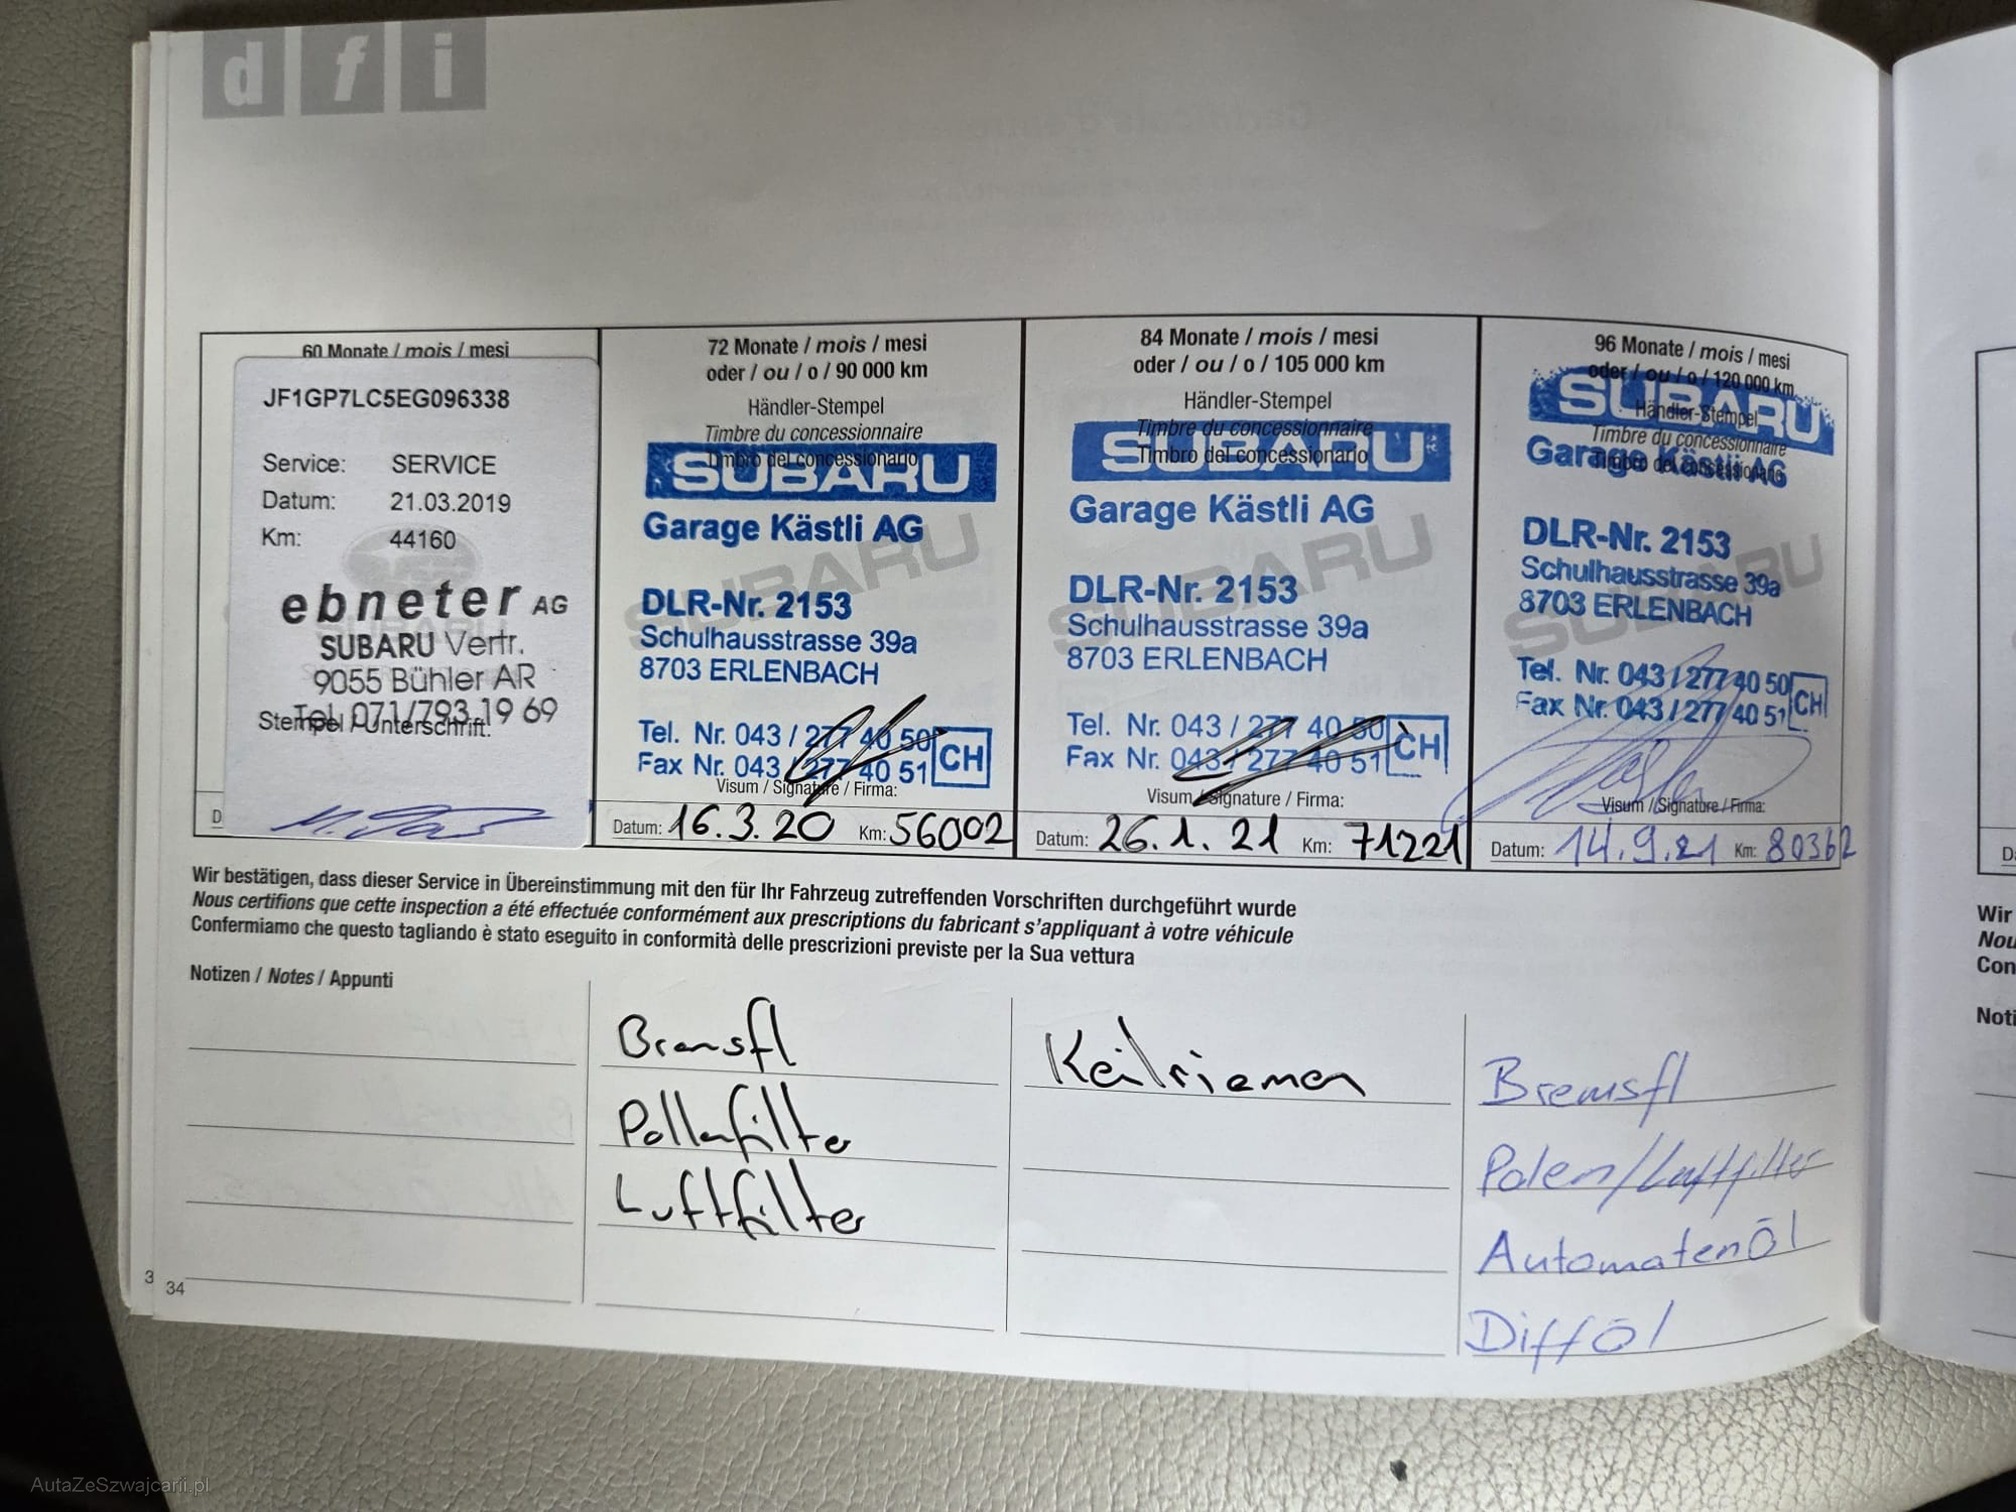 dfi
60 Monate / mois / mesi
JF1GP7LC5EG096338
Service: SERVICE
Datum: 21.03.2019
Km: 44160
ebneter AG
SUBARU Vertr.
9055 Bühler AR
Tel. 071/793 19 69
Stempel / Unterschrift:
D
72 Monate / mois / mesi
oder / ou / o / 90 000 km
Händler-Stempel
Timbre du concessionnaire
Timbro del concessionario
SUBARU
Garage Kästli AG
SUBARU
DLR-Nr. 2153
Schulhausstrasse 39a
8703 ERLENBACH
Tel. Nr. 043 / 277 40 50
Fax Nr. 043 / 277 40 51
CH
Visum / Signature / Firma:
Datum: 16.3.20 Km: 56002
84 Monate / mois / mesi
oder / ou / o / 105 000 km
Händler-Stempel
Timbre du concessionnaire
Timbro del concessionario
SUBARU
Garage Kästli AG
SUBARU
DLR-Nr. 2153
Schulhausstrasse 39a
8703 ERLENBACH
Tel. Nr. 043 / 277 40 50
Fax Nr. 043 / 277 40 51
CH
Visum / Signature / Firma:
Datum: 26.1.21 Km: 71221
96 Monate / mois / mesi
oder / ou / o / 120 000 km
Händler-Stempel
Timbre du concessionnaire
Timbro del concessionario
SUBARU
Garage Kästli AG
SUBARU
DLR-Nr. 2153
Schulhausstrasse 39a
8703 ERLENBACH
Tel. Nr. 043 / 277 40 50
Fax Nr. 043 / 277 40 51
CH
Visum / Signature / Firma:
Datum: 14.9.21 Km: 80362
Wir bestätigen, dass dieser Service in Übereinstimmung mit den für Ihr Fahrzeug zutreffenden Vorschriften durchgeführt wurde
Nous certifions que cette inspection a été effectuée conformément aux prescriptions du fabricant s'appliquant à votre véhicule
Confermiamo che questo tagliando è stato eseguito in conformità delle prescrizioni previste per la Sua vettura
Notizen / Notes / Appunti
Bremsfl
Pollenfilter
Luftfilter
Keilriemen
Bremsfl
Polen/Luftfilter
Automatenöl
Difföl
3
34
D
Wir
Nou
Con
Noti
AutaZeSzwajcarii.pl